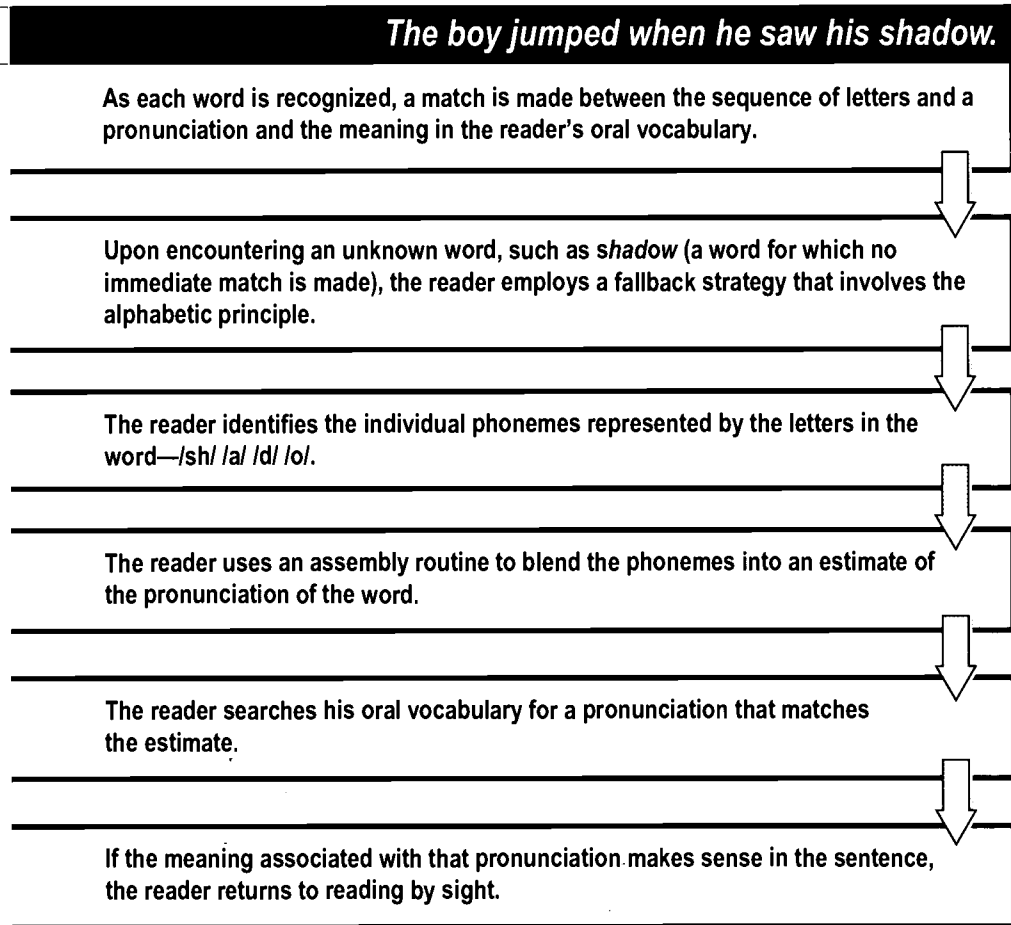 The boy jumped when he saw his shadow.
As each word is recognized, a match is made between the sequence of letters and a
pronunciation and the meaning in the reader's oral vocabulary.
Upon encountering an unknown word, such as shadow (a word for which no
immediate match is made), the reader employs a fallback strategy that involves the
alphabetic principle.
The reader identifies the individual phonemes represented by the letters in the
word—/sh/ /a/ /d/ /o/.
The reader uses an assembly routine to blend the phonemes into an estimate of
the pronunciation of the word.
The reader searches his oral vocabulary for a pronunciation that matches
the estimate.
If the meaning associated with that pronunciation makes sense in the sentence,
the reader returns to reading by sight.